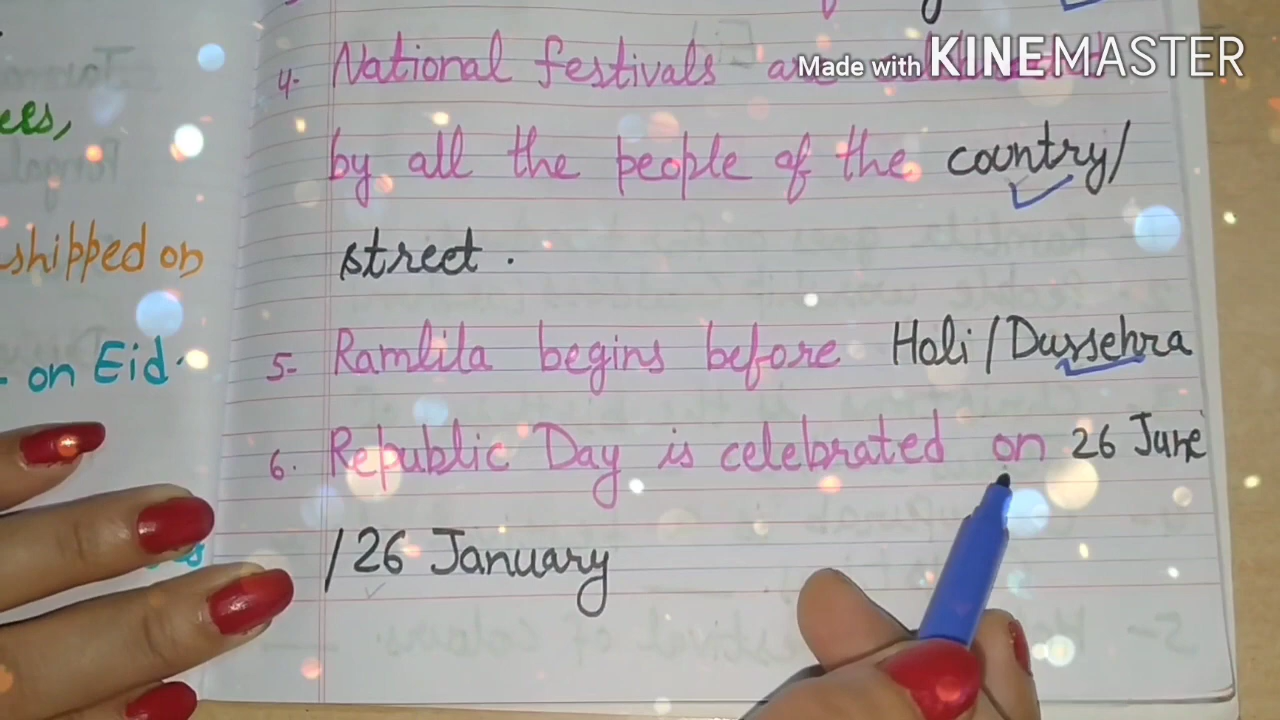 Made with KINEMASTER
4- National festivals are
by all the people of the country/
street.
shipped on
5- Ramlila begins before Holi/Dussehra
on Eid.
6. Republic Day is celebrated on 26 June
/26 January